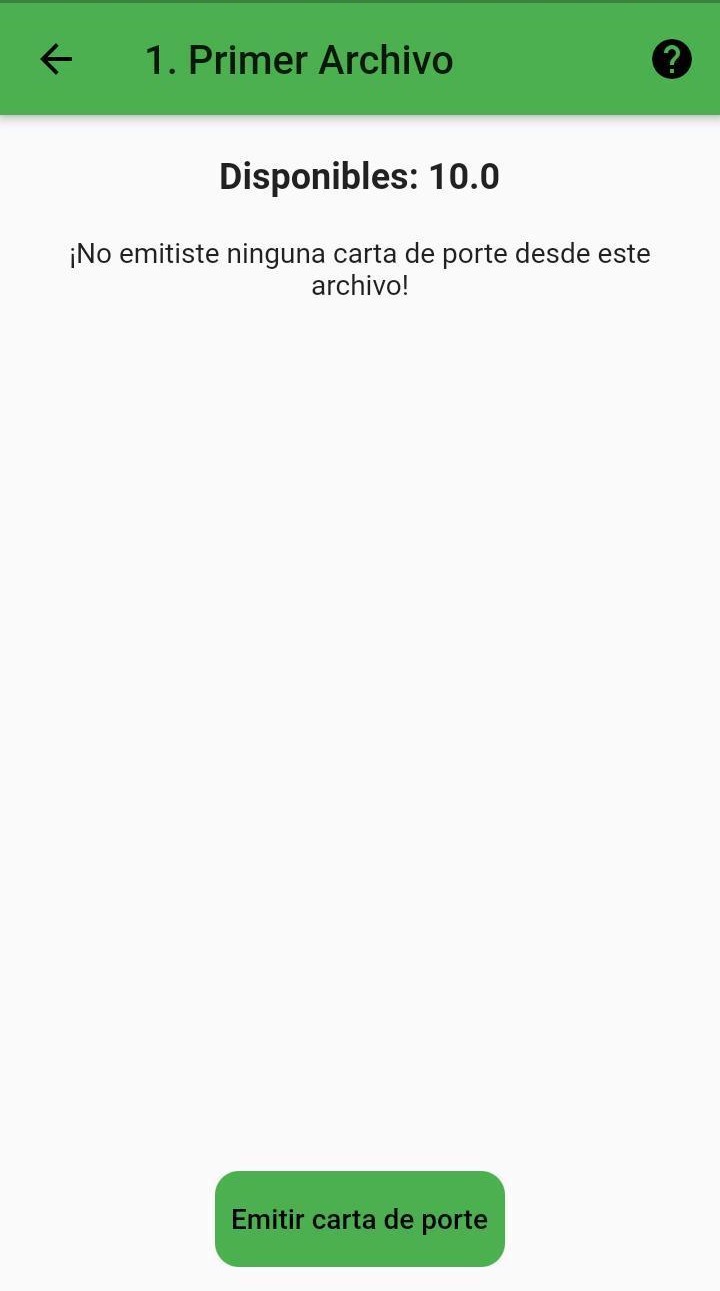 1. Primer Archivo
Disponibles: 10.0
¡No emitiste ninguna carta de porte desde este
archivo!
Emitir carta de porte